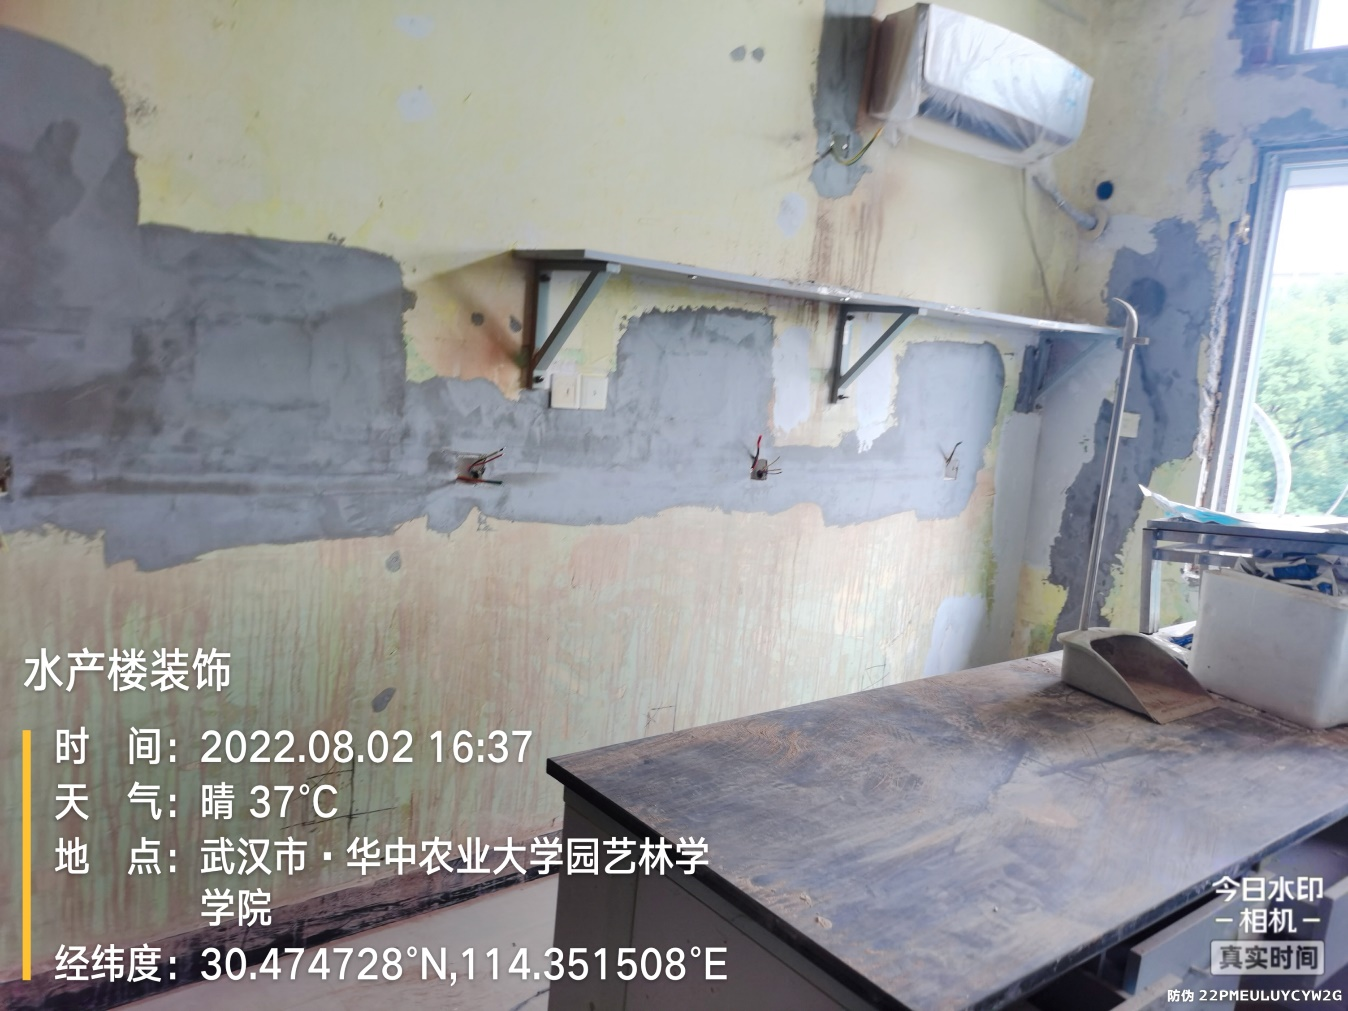 水产楼装饰
时 间：2022.08.02 16:37
天 气：晴 37°C
地 点：武汉市·华中农业大学园艺林学
学院
经纬度：30.474728°N,114.351508°E
今日水印
-相机-
真实时间
防伪 22PMEULUYCYW2G